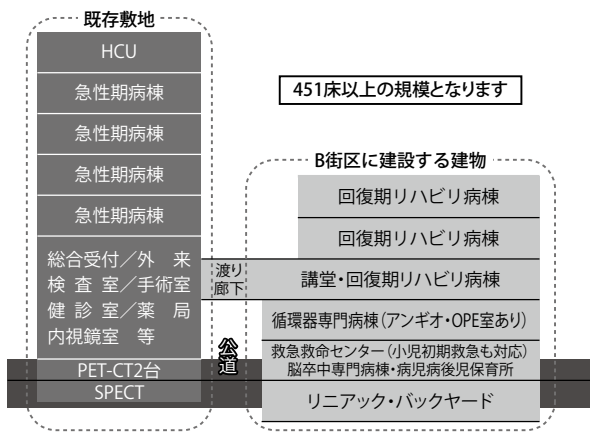 既存敷地
HCU
急性期病棟
急性期病棟
急性期病棟
急性期病棟
総合受付／外　来
検 査 室／手術室
健 診 室／薬　局
内視鏡室　等
PET-CT2台
SPECT
渡り
廊下
公道
451床以上の規模となります
B街区に建設する建物
回復期リハビリ病棟
回復期リハビリ病棟
講堂・回復期リハビリ病棟
循環器専門病棟（アンギオ・OPE室あり）
救急救命センター（小児初期救急も対応）
脳卒中専門病棟・病児病後児保育所
リニアック・バックヤード